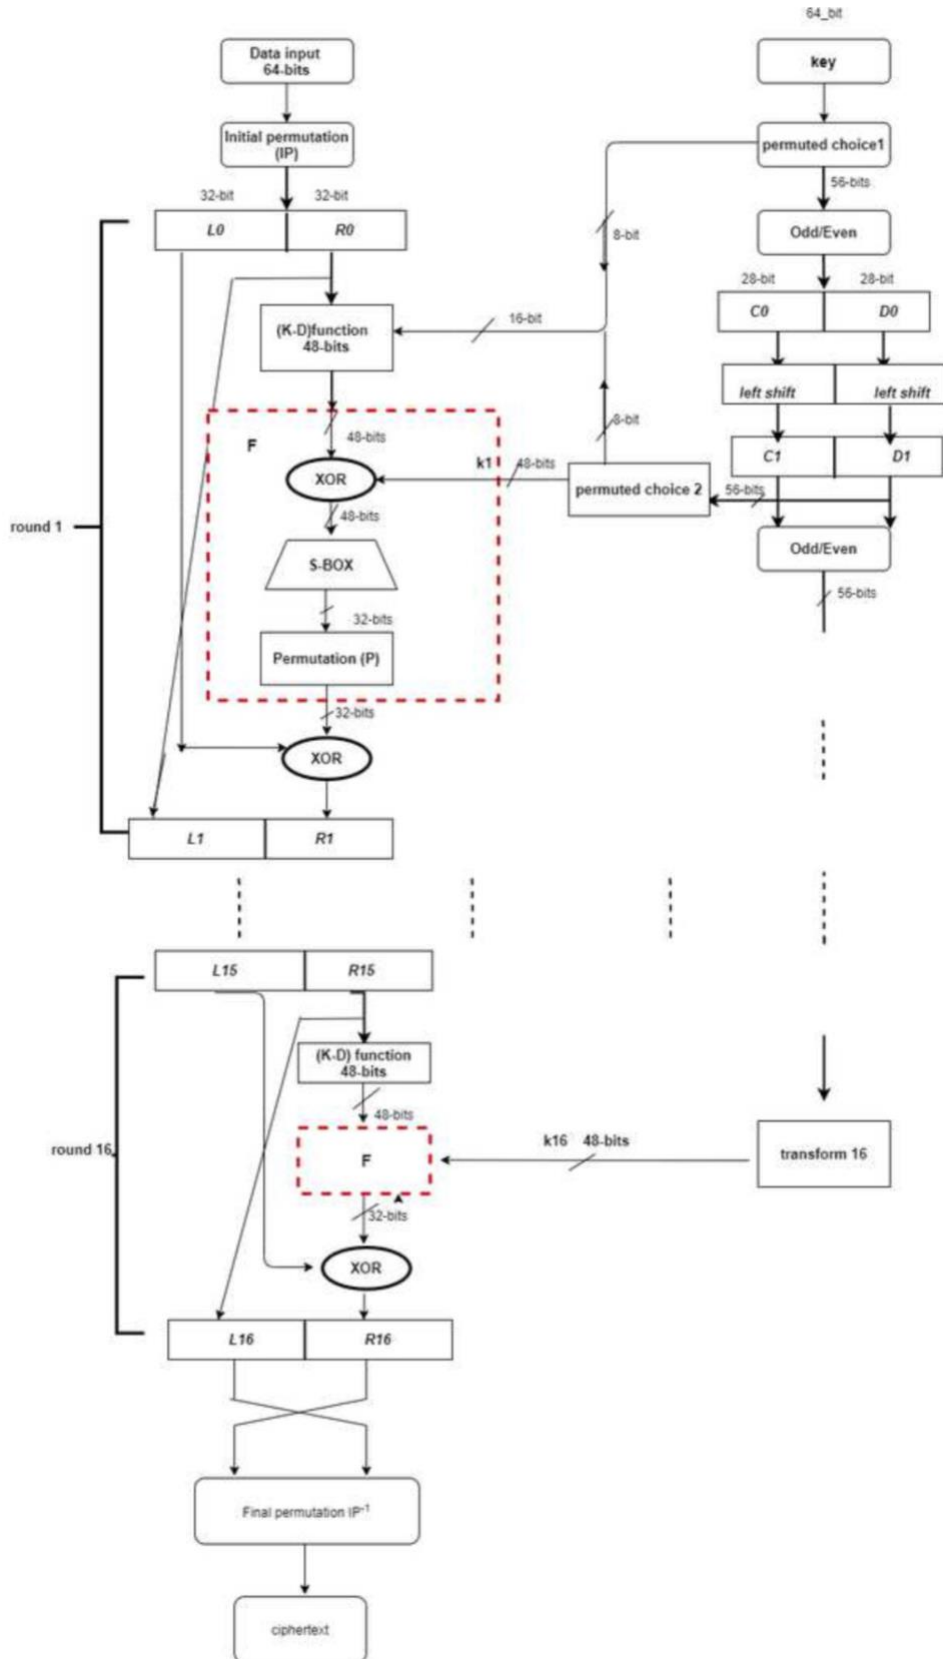 64_bit
Data input
64-bits
key
Initial permutation
(IP)
permuted choice1
56-bits
32-bit
32-bit
L0
R0
8-bit
Odd/Even
28-bit
28-bit
C0
D0
(K-D)function
48-bits
16-bit
left shift
left shift
8-bit
F
48-bits
C1
D1
XOR
k1
48-bits
permuted choice 2
56-bits
48-bits
Odd/Even
S-BOX
56-bits
32-bits
round 1
Permutation (P)
32-bits
XOR
L1
R1
L15
R15
(K-D) function
48-bits
48-bits
round 16
F
k16 48-bits
transform 16
32-bits
XOR
L16
R16
Final permutation IP-1
ciphertext